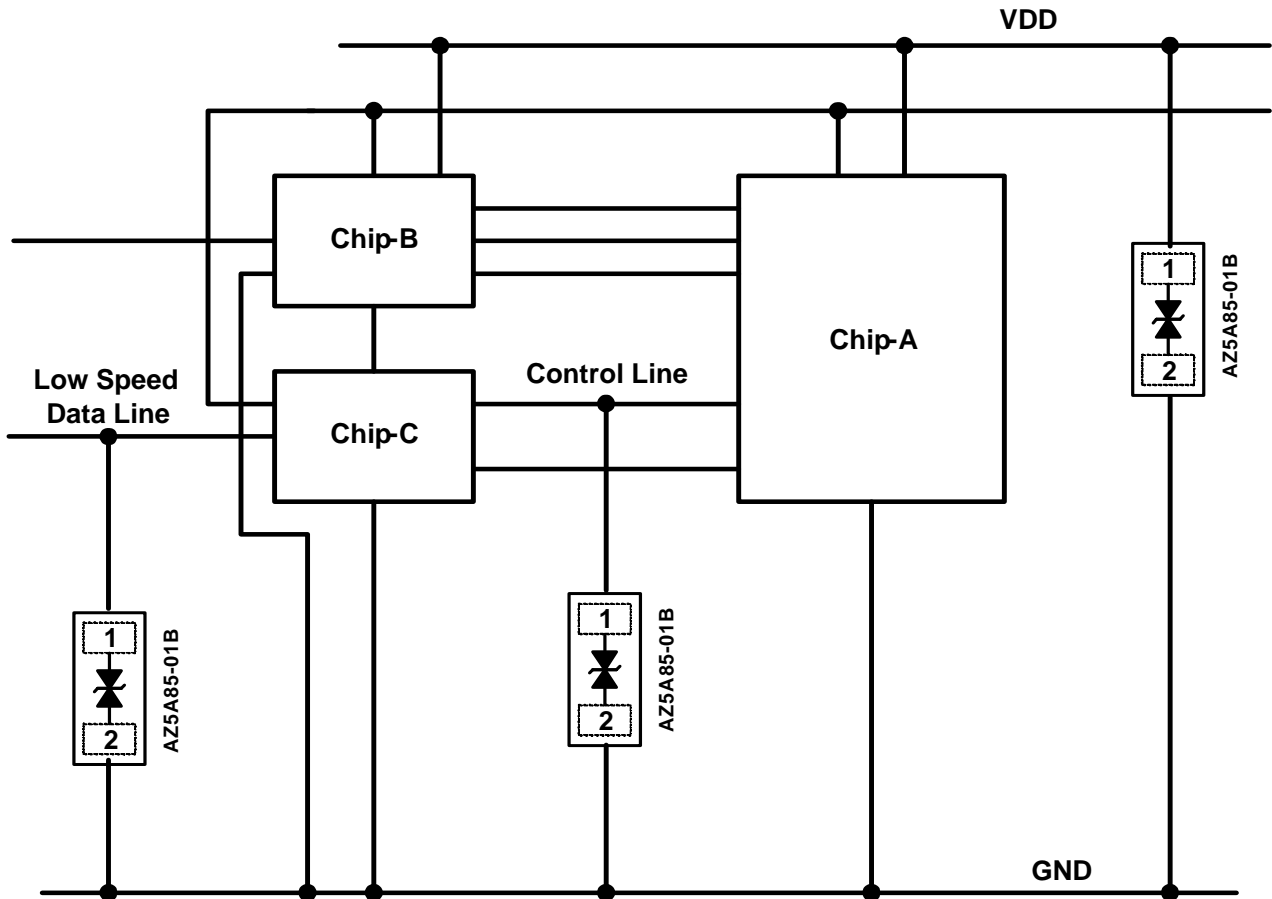 VDD
Chip-B
Chip-A
1
2
AZ5A85-01B
Low Speed
Data Line
Control Line
Chip-C
1
2
AZ5A85-01B
1
2
AZ5A85-01B
GND